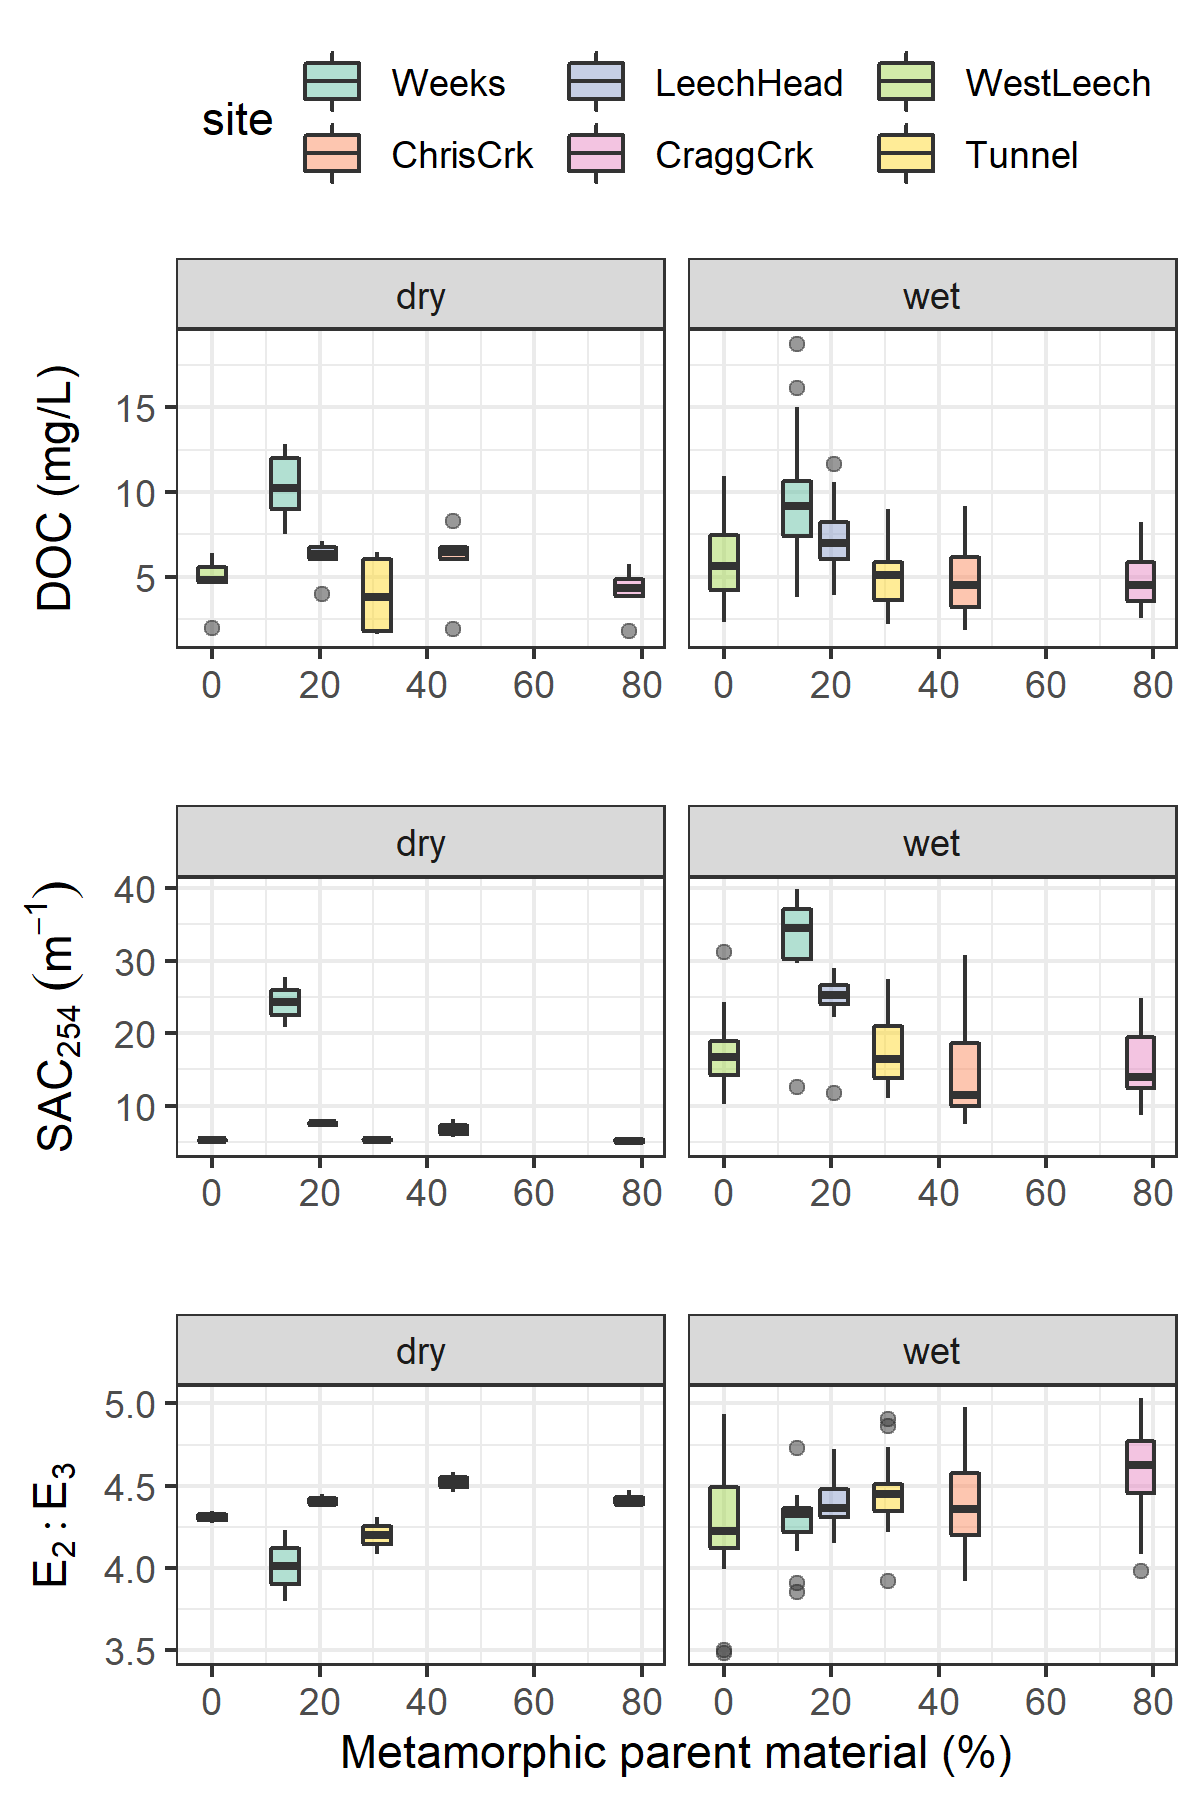 site
Weeks LeechHead WestLeech
ChrisCrk CraggCrk Tunnel
dry wet
DOC (mg/L)
15
10
5
0 20 40 60 80 0 20 40 60 80
dry wet
SAC₂₅₄ (m⁻¹)
40
30
20
10
0 20 40 60 80 0 20 40 60 80
dry wet
E₂ : E₃
5.0
4.5
4.0
3.5
0 20 40 60 80 0 20 40 60 80
Metamorphic parent material (%)